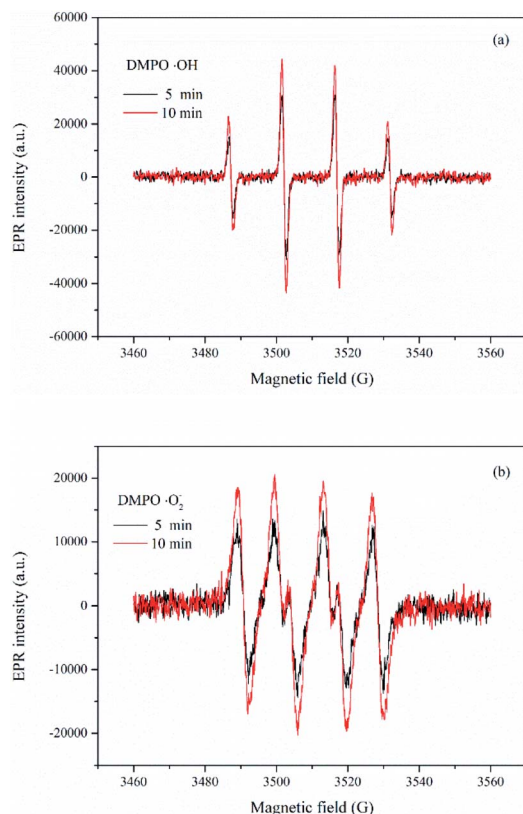 (a)
DMPO ·OH
5 min
10 min
60000
40000
20000
0
-20000
-40000
-60000
EPR intensity (a.u.)
3460 3480 3500 3520 3540 3560
Magnetic field (G)
(b)
DMPO ·O₂⁻
5 min
10 min
20000
10000
0
-10000
-20000
EPR intensity (a.u.)
3460 3480 3500 3520 3540 3560
Magnetic field (G)